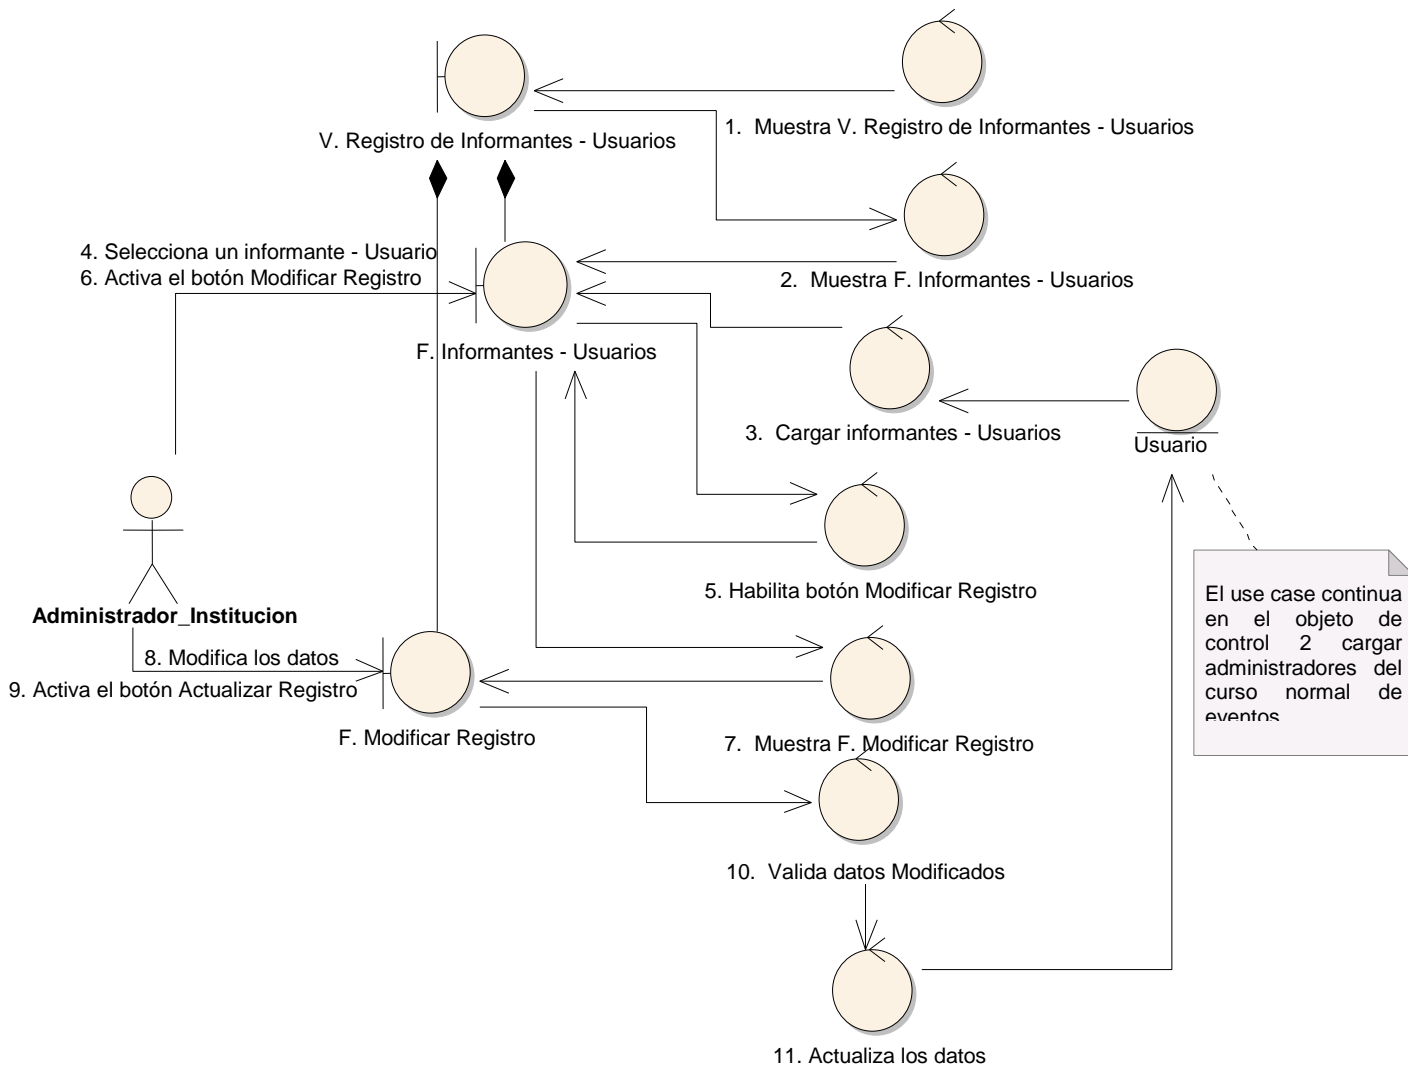 V. Registro de Informantes - Usuarios
1. Muestra V. Registro de Informantes - Usuarios
4. Selecciona un informante - Usuario
6. Activa el botón Modificar Registro
2. Muestra F. Informantes - Usuarios
F. Informantes - Usuarios
3. Cargar informantes - Usuarios
Usuario
5. Habilita botón Modificar Registro
El use case continua
en el objeto de
control 2 cargar
administradores del
curso normal de
eventos
Administrador_Institucion
8. Modifica los datos
9. Activa el botón Actualizar Registro
F. Modificar Registro
7. Muestra F. Modificar Registro
10. Valida datos Modificados
11. Actualiza los datos